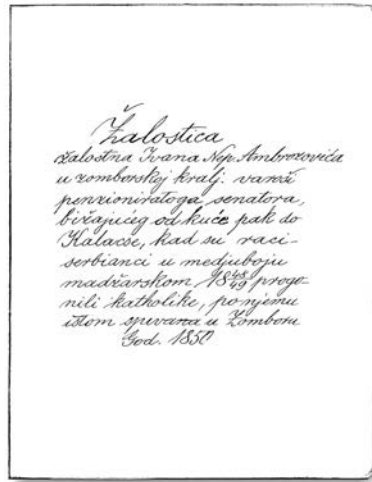 Žalostica
žalostna Ivana Nep. Ambrozovića
u zomborskoj kralj. varoši
penzioniratoga, senatora,
bižajućeg od kuće pak do
Kalacse, kad su raci-
serbianci u medjuboju
madžarskom 1848/49 progo-
nili katholike, po njemu
istom spivana u Zomboru
God. 1850